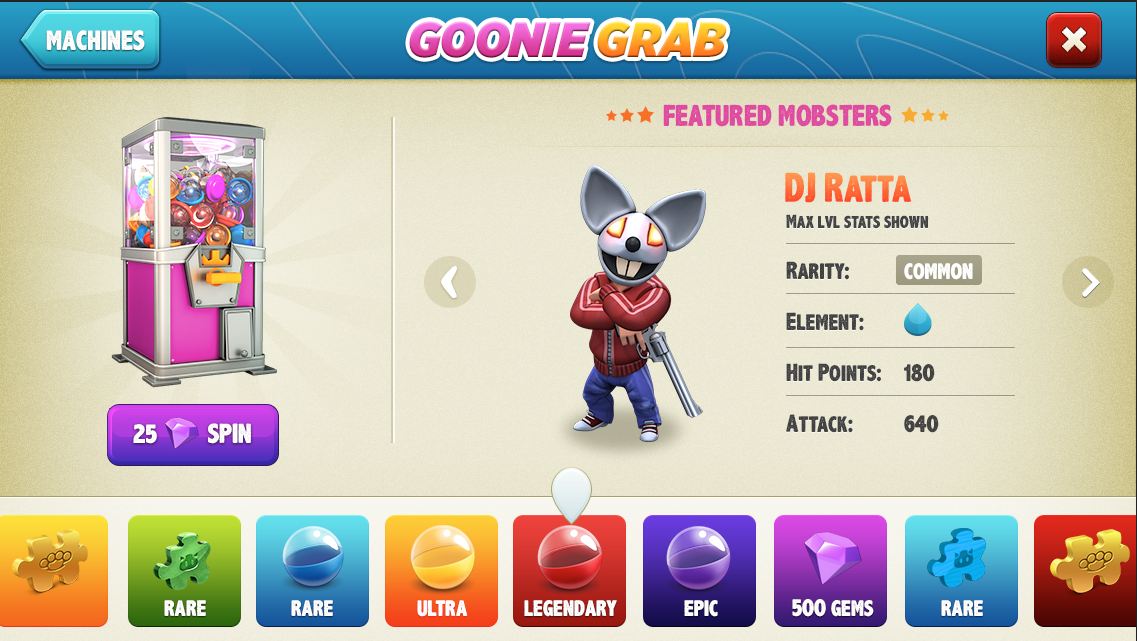 MACHINES
GOONIE GRAB
FEATURED MOBSTERS
DJ RATTA
MAX LVL STATS SHOWN
RARITY: COMMON
ELEMENT:
HIT POINTS: 180
ATTACK: 640
25 SPIN
RARE
RARE
ULTRA
LEGENDARY
EPIC
500 GEMS
RARE